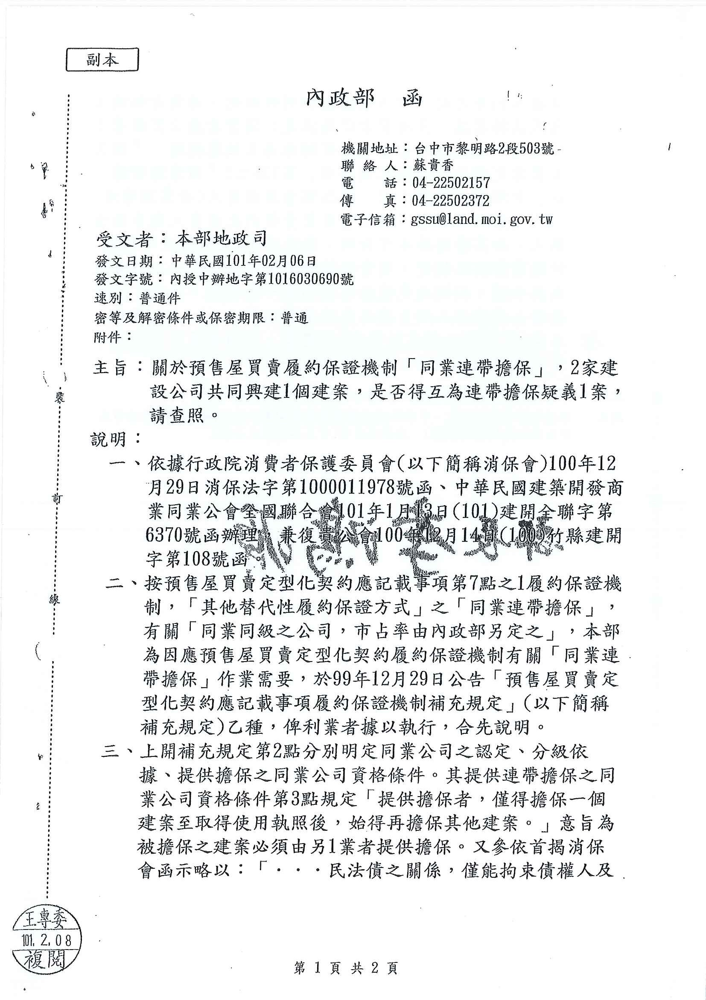 副本
內政部 函
機關地址：台中市黎明路2段503號
聯絡人：蘇貴香
電話：04-22502157
傳真：04-22502372
電子信箱：gssu@land.moi.gov.tw
受文者：本部地政司
發文日期：中華民國101年02月06日
發文字號：內授中辦地字第1016030690號
速別：普通件
密等及解密條件或保密期限：普通
附件：
主旨：關於預售屋買賣履約保證機制「同業連帶擔保」，2家建
設公司共同興建1個建案，是否得互為連帶擔保疑義1案，
請查照。
說明：
一、依據行政院消費者保護委員會(以下簡稱消保會)100年12
月29日消保法字第1000011978號函、中華民國建築開發商
業同業公會全國聯合會101年1月13日(101)建開全聯字第
6370號函辦理，兼復貴公會100年12月14日(100)竹縣建開
字第108號函。
二、按預售屋買賣定型化契約應記載事項第7點之1履約保證機
制，「其他替代性履約保證方式」之「同業連帶擔保」，
有關「同業同級之公司，市占率由內政部另定之」，本部
為因應預售屋買賣定型化契約履約保證機制有關「同業連
帶擔保」作業需要，於99年12月29日公告「預售屋買賣定
型化契約應記載事項履約保證機制補充規定」(以下簡稱
補充規定)乙種，俾利業者據以執行，合先說明。
三、上開補充規定第2點分別明定同業公司之認定、分級依
據、提供擔保之同業公司資格條件。其提供連帶擔保之同
業公司資格條件第3點規定「提供擔保者，僅得擔保一個
建案至取得使用執照後，始得再擔保其他建案。」意旨為
被擔保之建案必須由另1業者提供擔保。又參依首揭消保
會函示略以：「···民法債之關係，僅能拘束債權人及
裝
訂
線
王專委
101.2.08
複閱
第1頁共2頁